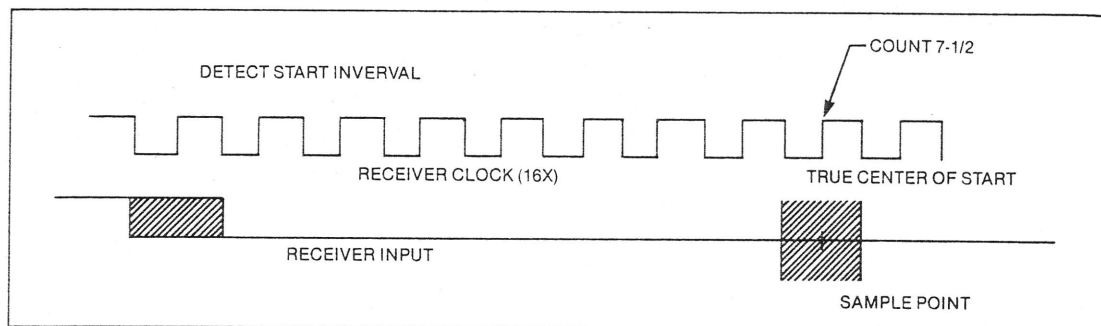 COUNT 7-1/2
DETECT START INVERVAL
RECEIVER CLOCK (16X)
TRUE CENTER OF START
RECEIVER INPUT
SAMPLE POINT